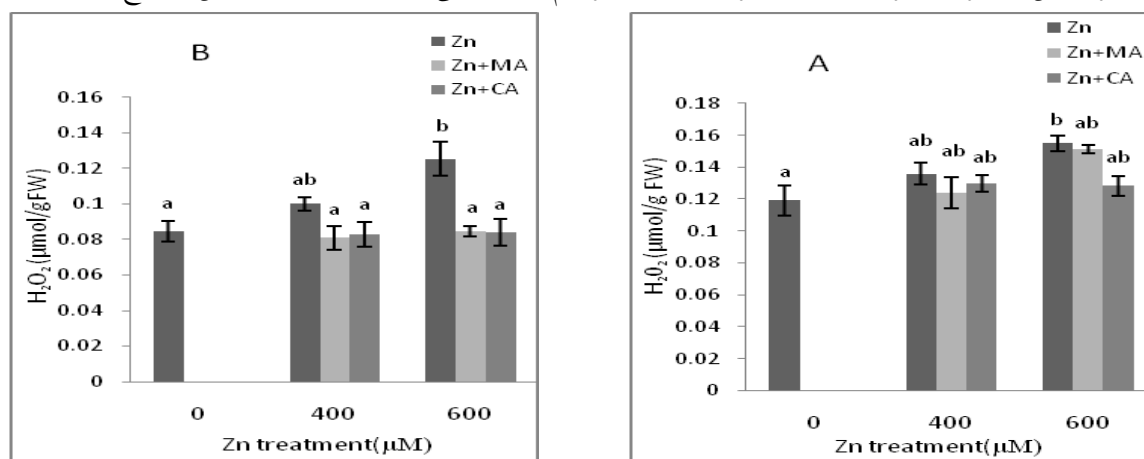 B
Zn
Zn+MA
Zn+CA
H₂O₂ (μmol/gFW)
0.16
0.14
0.12
0.1
0.08
0.06
0.04
0.02
0
a
ab
a
a
b
a
a
0
400
600
Zn treatment(μM)
A
Zn
Zn+MA
Zn+CA
H₂O₂ (μmol/g FW)
0.18
0.16
0.14
0.12
0.1
0.08
0.06
0.04
0.02
0
a
ab
ab
ab
b
ab
ab
0
400
600
Zn treatment(μM)